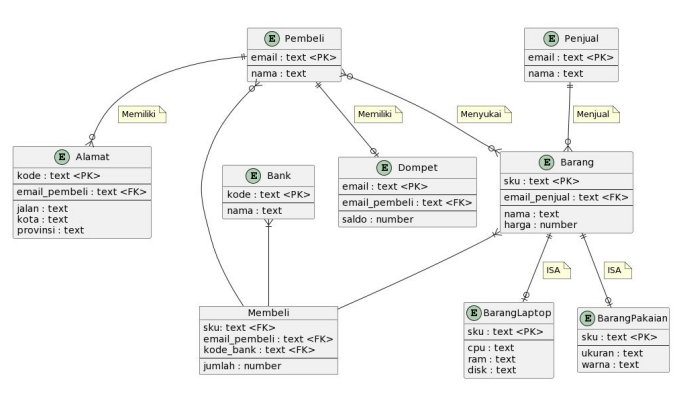 E Pembeli
email : text <PK>
nama : text
E Penjual
email : text <PK>
nama : text
Memiliki
Memiliki
Menyukai
Menjual
E Alamat
kode : text <PK>
email_pembeli : text <FK>
jalan : text
kota : text
provinsi : text
E Bank
kode : text <PK>
nama : text
E Dompet
email : text <PK>
email_pembeli : text <FK>
saldo : number
E Barang
sku : text <PK>
email_penjual : text <FK>
nama : text
harga : number
ISA
ISA
Membeli
sku: text <FK>
email_pembeli : text <FK>
kode_bank : text <FK>
jumlah : number
E BarangLaptop
sku : text <PK>
cpu : text
ram : text
disk : text
E BarangPakaian
sku : text <PK>
ukuran : text
warna : text